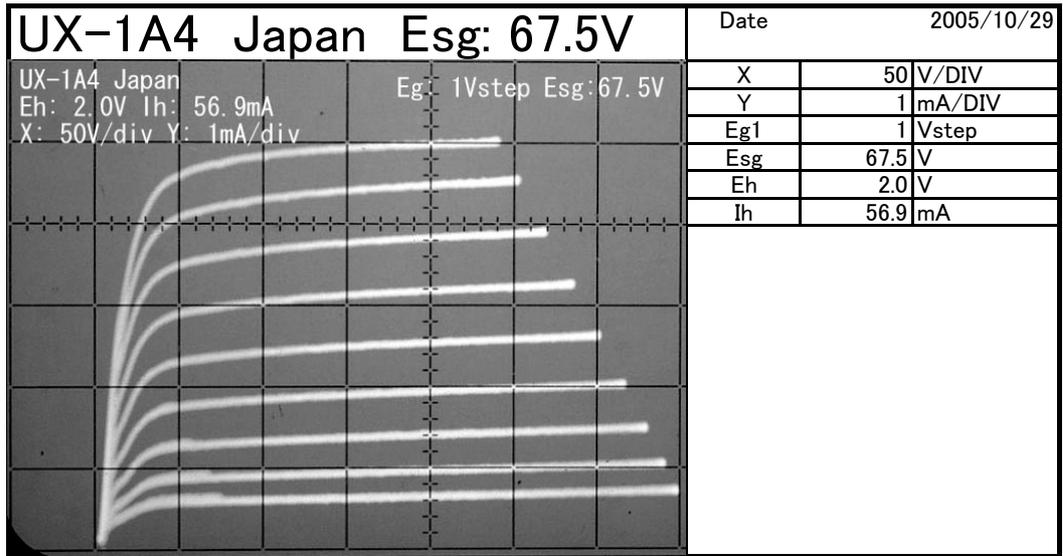 UX-1A4 Japan Esg: 67.5V
Date 2005/10/29
UX-1A4 Japan
Eh: 2.0V Ih: 56.9mA
X: 50V/div Y: 1mA/div
Eg: 1Vstep Esg:67.5V
X 50 V/DIV
Y 1 mA/DIV
Eg1 1 Vstep
Esg 67.5 V
Eh 2.0 V
Ih 56.9 mA